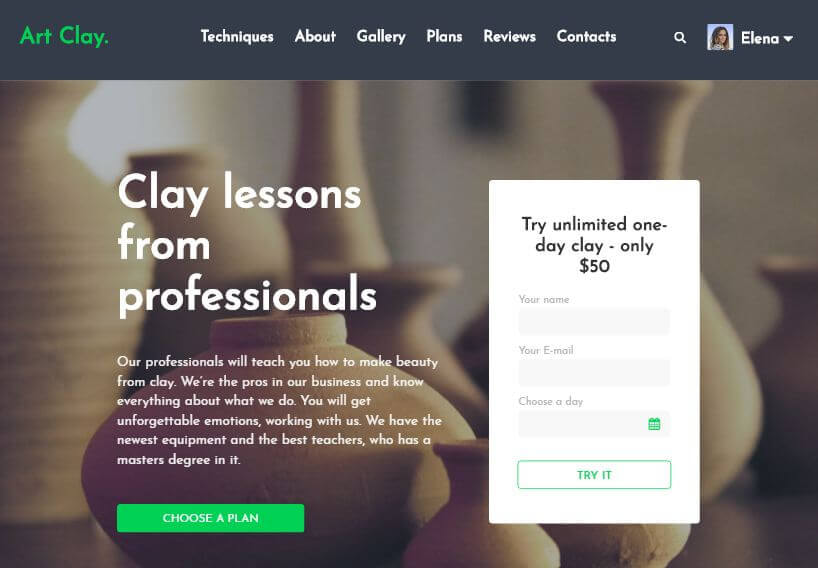 Art Clay.
Techniques About Gallery Plans Reviews Contacts
Elena
Clay lessons
from
professionals
Our professionals will teach you how to make beauty
from clay. We’re the pros in our business and know
everything about what we do. You will get
unforgettable emotions, working with us. We have the
newest equipment and the best teachers, who has a
masters degree in it.
CHOOSE A PLAN
Try unlimited one-
day clay - only
$50
Your name
Your E-mail
Choose a day
TRY IT